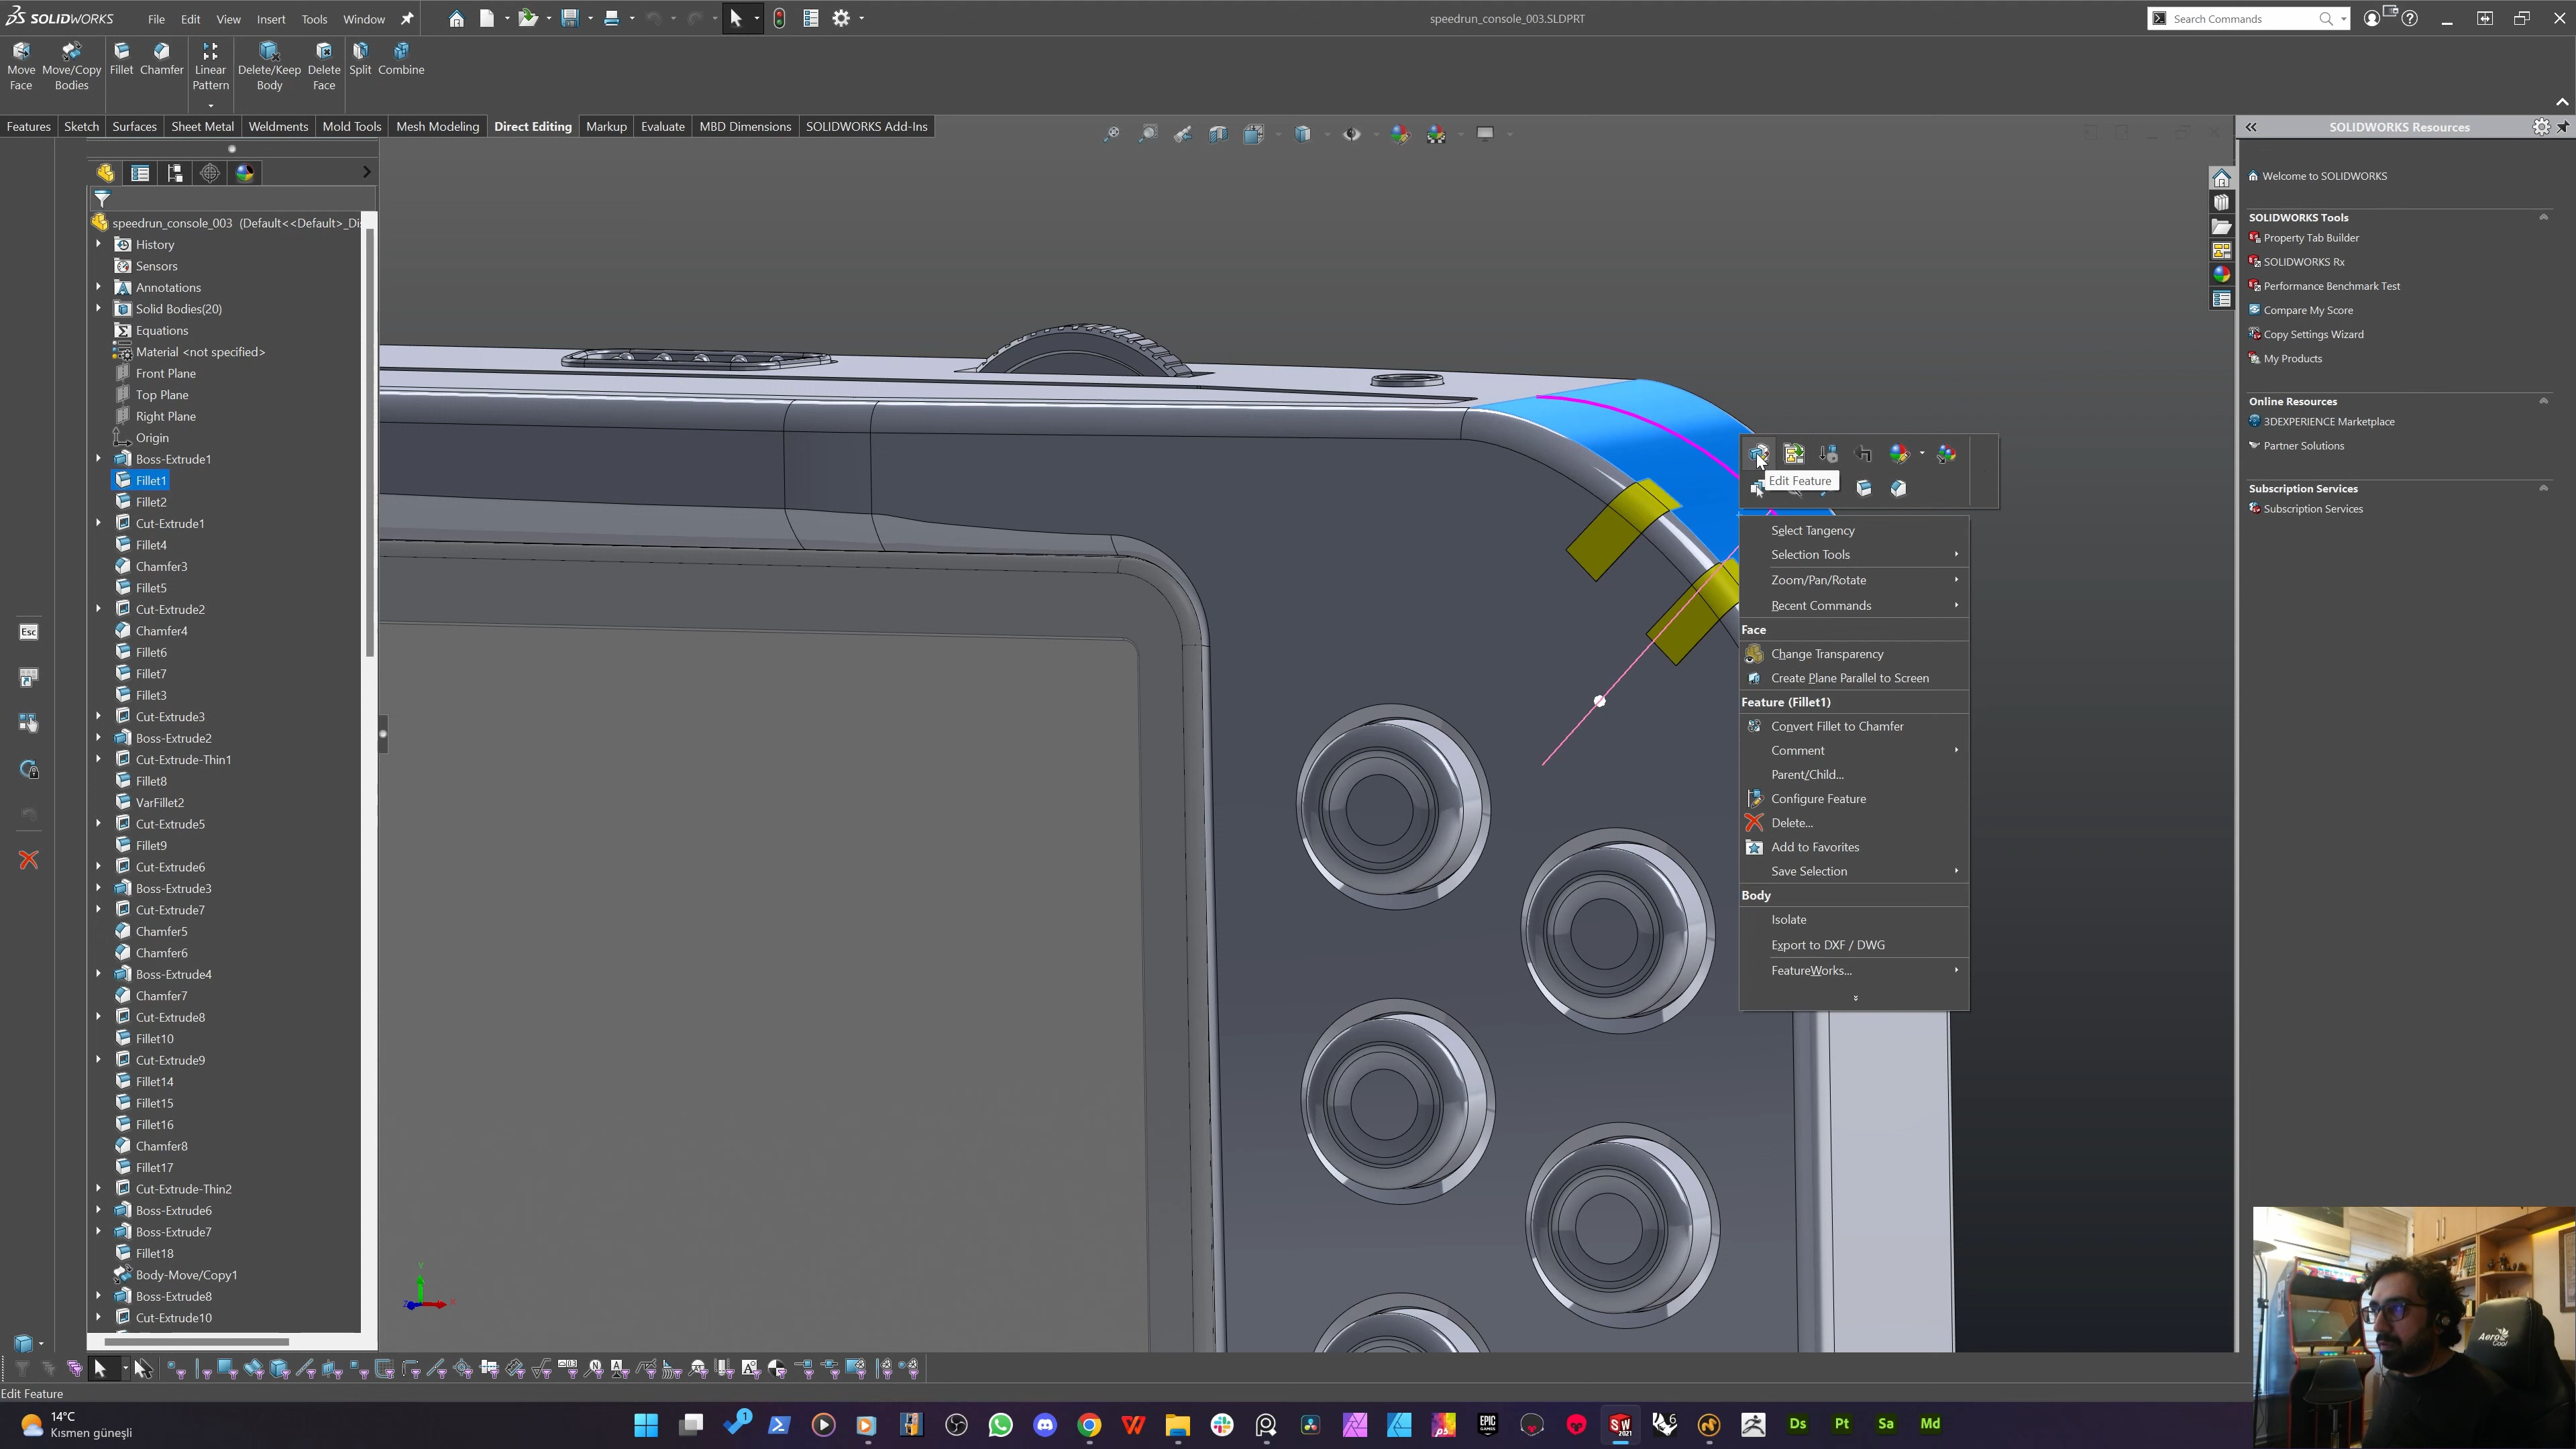 SOLIDWORKS File Edit View Insert Tools Window
speedrun_console_003.SLDPRT
Search Commands
Move Face
Move/Copy Bodies
Fillet
Chamfer
Linear Pattern
Delete/Keep Body
Delete Face
Split
Combine
Features Sketch Surfaces Sheet Metal Weldments Mold Tools Mesh Modeling Direct Editing Markup Evaluate MBD Dimensions SOLIDWORKS Add-Ins
speedrun_console_003 (Default<<Default>_Di
History
Sensors
Annotations
Solid Bodies(20)
Equations
Material <not specified>
Front Plane
Top Plane
Right Plane
Origin
Boss-Extrude1
Fillet1
Fillet2
Cut-Extrude1
Fillet4
Chamfer3
Fillet5
Cut-Extrude2
Chamfer4
Fillet6
Fillet7
Fillet3
Cut-Extrude3
Boss-Extrude2
Cut-Extrude-Thin1
Fillet8
VarFillet2
Cut-Extrude5
Fillet9
Cut-Extrude6
Boss-Extrude3
Cut-Extrude7
Chamfer5
Chamfer6
Boss-Extrude4
Chamfer7
Cut-Extrude8
Fillet10
Cut-Extrude9
Fillet14
Fillet15
Fillet16
Chamfer8
Fillet17
Cut-Extrude-Thin2
Boss-Extrude6
Boss-Extrude7
Fillet18
Body-Move/Copy1
Boss-Extrude8
Cut-Extrude10
Esc
Edit Feature
Select Tangency
Selection Tools
Zoom/Pan/Rotate
Recent Commands
Face
Change Transparency
Create Plane Parallel to Screen
Feature (Fillet1)
Convert Fillet to Chamfer
Comment
Parent/Child...
Configure Feature
Delete...
Add to Favorites
Save Selection
Body
Isolate
Export to DXF / DWG
FeatureWorks...
SOLIDWORKS Resources
Welcome to SOLIDWORKS
SOLIDWORKS Tools
Property Tab Builder
SOLIDWORKS Rx
Performance Benchmark Test
Compare My Score
Copy Settings Wizard
My Products
Online Resources
3DEXPERIENCE Marketplace
Partner Solutions
Subscription Services
Subscription Services
Y
X
Z
Edit Feature
14°C
Kısmen güneşli
1
EPIC GAMES
SW 2021
6
Ds Pt Sa Md
Aero Cool